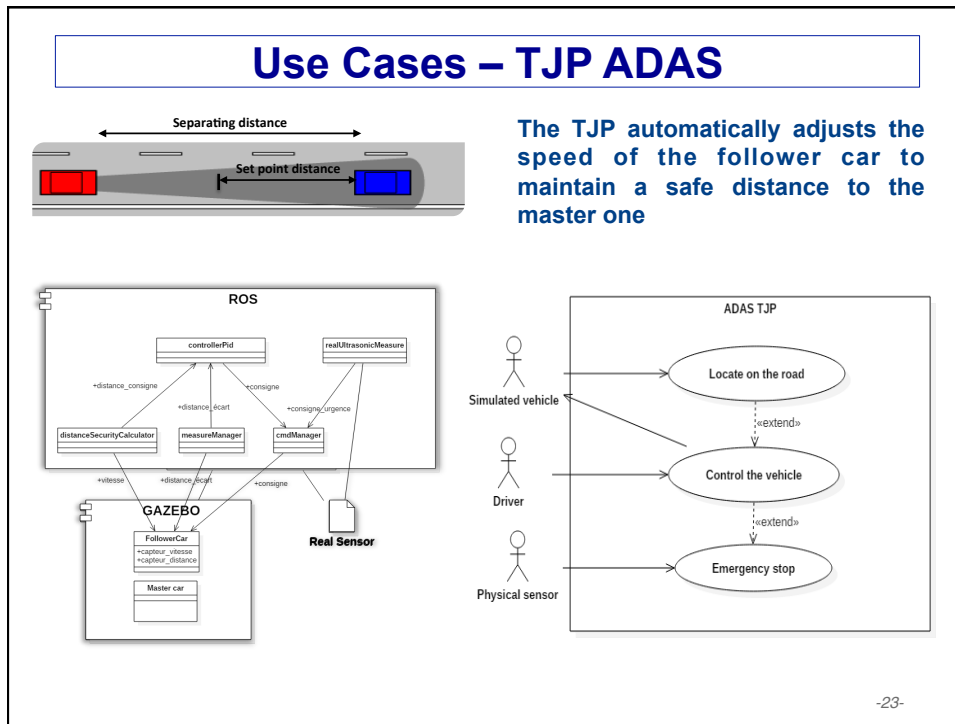 Use Cases – TJP ADAS
Separating distance
Set point distance
The TJP automatically adjusts the
speed of the follower car to
maintain a safe distance to the
master one
ROS
controllerPid
realUltrasonicMeasure
+distance_consigne
+consigne
+distance_écart
+consigne_urgence
distanceSecurityCalculator
measureManager
cmdManager
+vitesse
+distance_écart
+consigne
GAZEBO
FollowerCar
+capteur_vitesse
+capteur_distance
Master car
Real Sensor
ADAS TJP
Locate on the road
Simulated vehicle
«extend»
Control the vehicle
Driver
«extend»
Emergency stop
Physical sensor
-23-